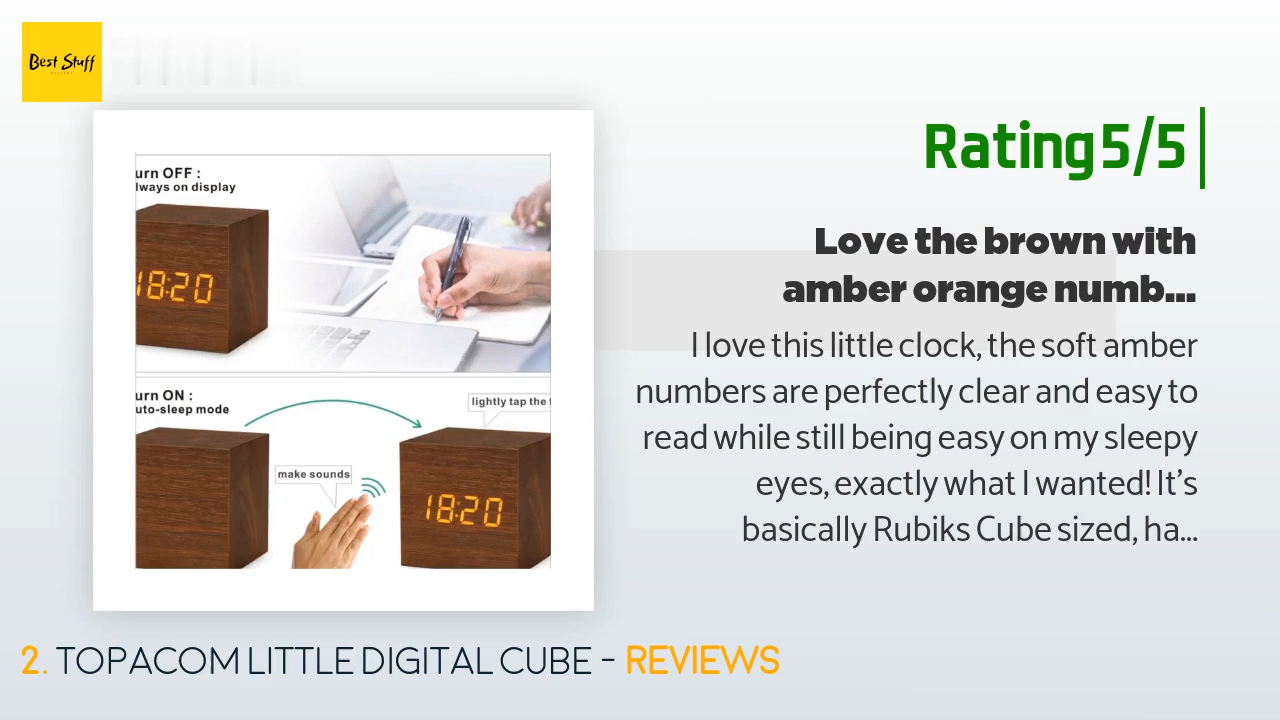 Best Stuff
Rating 5/5
Love the brown with
amber orange numb...
I love this little clock, the soft amber
numbers are perfectly clear and easy to
read while still being easy on my sleepy
eyes, exactly what I wanted! It's
basically Rubiks Cube sized, ha...
urn OFF :
lways on display
18:20
urn ON :
uto-sleep mode
lightly tap the t
make sounds
18:20
2. TOPACOM LITTLE DIGITAL CUBE - REVIEWS